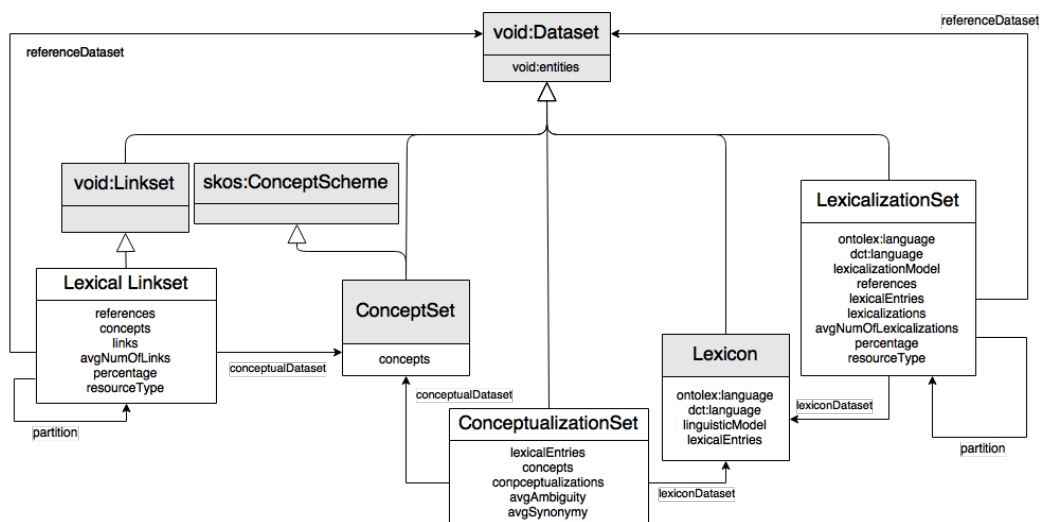 referenceDataset
void:Dataset
referenceDataset
void:entities
void:Linkset
skos:ConceptScheme
LexicalizationSet
ontolex:language
dct:language
lexicalizationModel
references
lexicalEntries
lexicalizations
avgNumOfLexicalizations
percentage
resourceType
Lexical Linkset
references
concepts
links
avgNumOfLinks
percentage
resourceType
ConceptSet
concepts
conceptualDataset
Lexicon
ontolex:language
dct:language
linguisticModel
lexicalEntries
conceptualDataset
lexiconDataset
partition
partition
ConceptualizationSet
lexicalEntries
concepts
conpceptualizations
avgAmbiguity
avgSynonymy
lexiconDataset